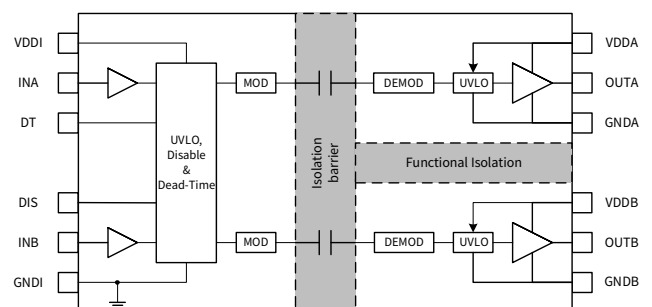 VDDI
INA
DT
DIS
INB
GNDI
UVLO,
Disable
&
Dead-Time
MOD
MOD
Isolation
barrier
DEMOD
UVLO
Functional Isolation
DEMOD
UVLO
VDDA
OUTA
GNDA
VDDB
OUTB
GNDB